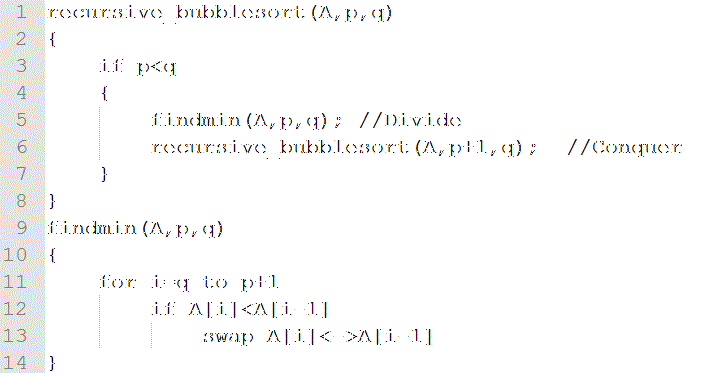 1 recursive_bubblesort(A,p,q)
2 {
3 if p<q
4 {
5 findmin(A,p,q); //Divide
6 recursive_bubblesort(A,p+1,q); //Conquer
7 }
8 }
9 findmin(A,p,q)
10 {
11 for i=q to p+1
12 if A[i]<A[i-1]
13 swap A[i]<->A[i-1]
14 }